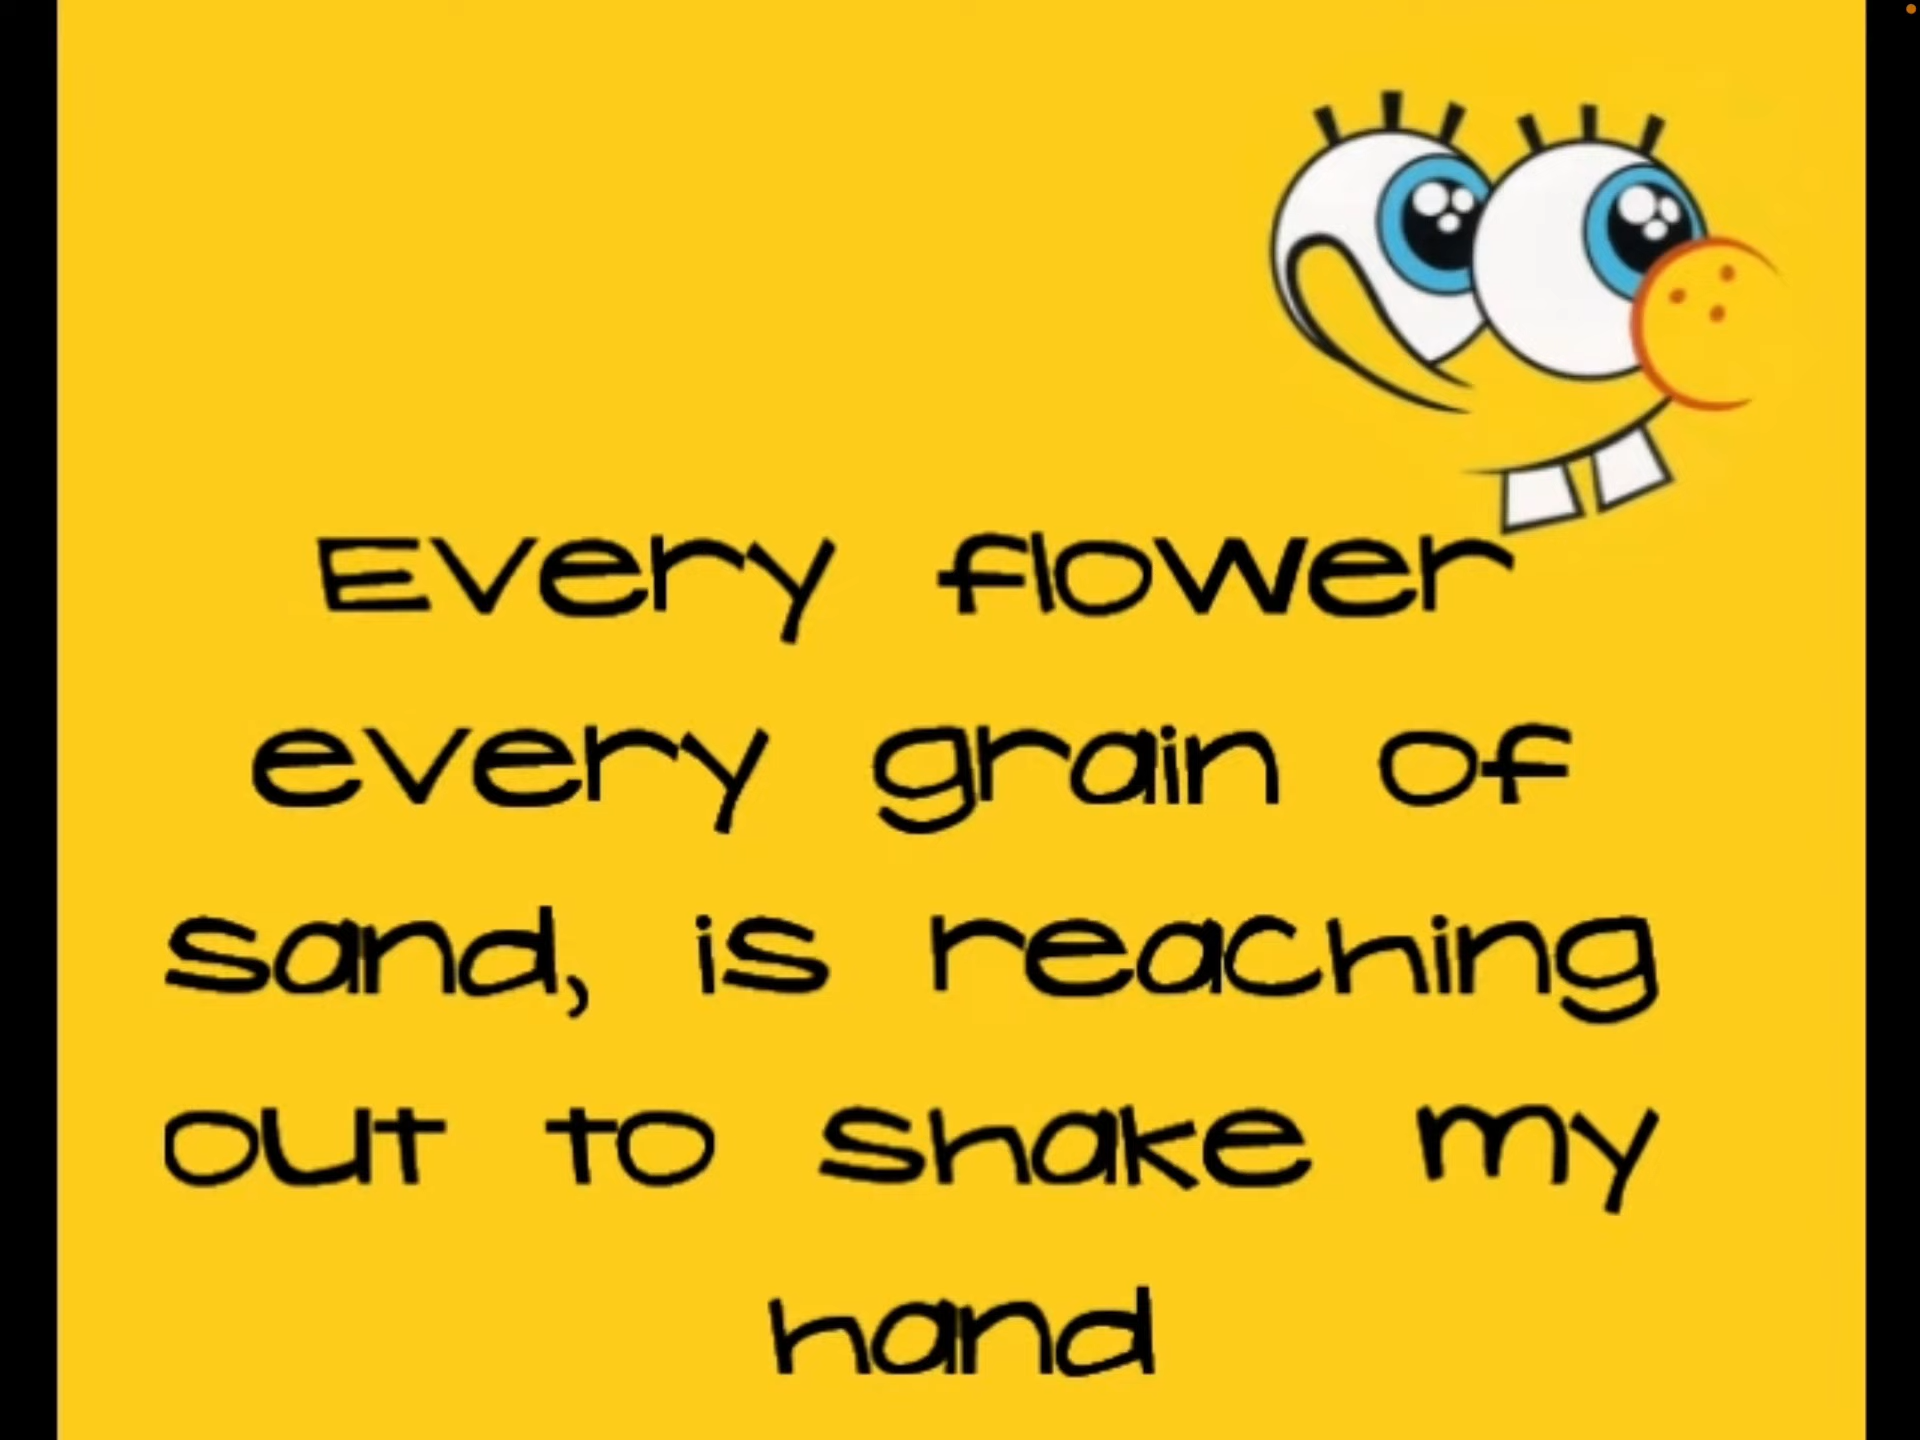 Every flower
every grain of
sand, is reaching
out to shake my
hand